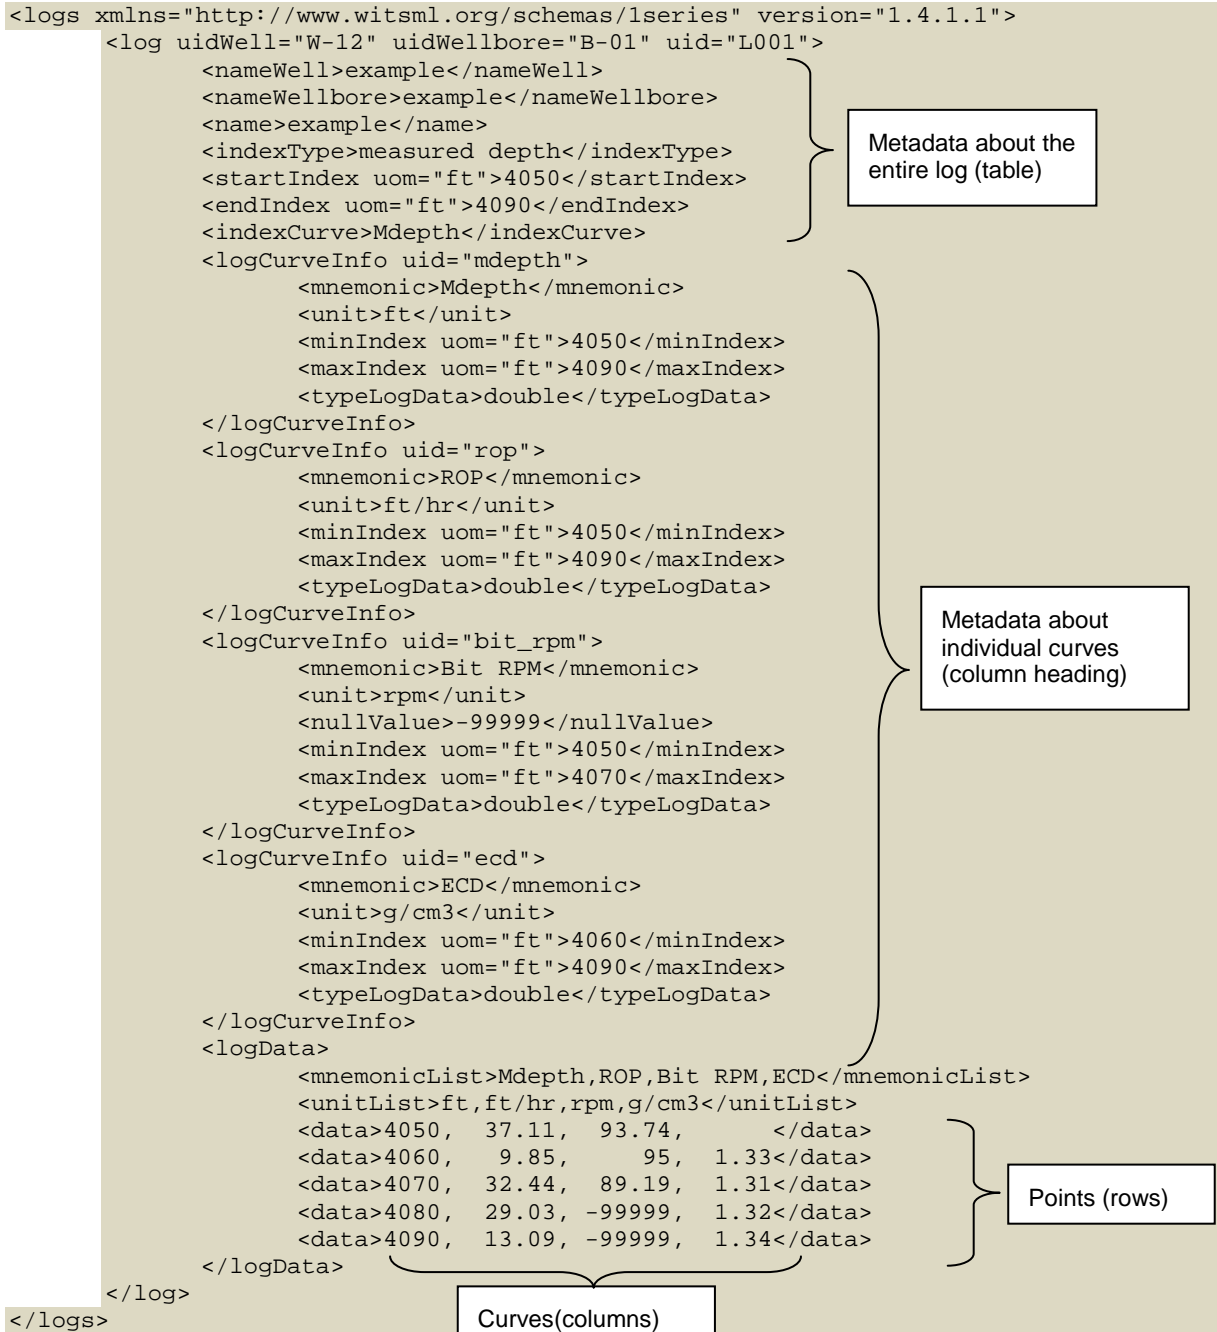 <logs xmlns="http://www.witsml.org/schemas/1series" version="1.4.1.1">
<log uidWell="W-12" uidWellbore="B-01" uid="L001">
<nameWell>example</nameWell>
<nameWellbore>example</nameWellbore>
<name>example</name>
<indexType>measured depth</indexType>
<startIndex uom="ft">4050</startIndex>
<endIndex uom="ft">4090</endIndex>
<indexCurve>Mdepth</indexCurve>
Metadada about the
entire log (table)
<logCurveInfo uid="mdepth">
<mnemonic>Mdepth</mnemonic>
<unit>ft</unit>
<minIndex uom="ft">4050</minIndex>
<maxIndex uom="ft">4090</maxIndex>
<typeLogData>double</typeLogData>
</logCurveInfo>
<logCurveInfo uid="rop">
<mnemonic>ROP</mnemonic>
<unit>ft/hr</unit>
<minIndex uom="ft">4050</minIndex>
<maxIndex uom="ft">4090</maxIndex>
<typeLogData>double</typeLogData>
</logCurveInfo>
<logCurveInfo uid="bit_rpm">
<mnemonic>Bit RPM</mnemonic>
<unit>rpm</unit>
<nullValue>-99999</nullValue>
<minIndex uom="ft">4050</minIndex>
<maxIndex uom="ft">4070</maxIndex>
<typeLogData>double</typeLogData>
</logCurveInfo>
<logCurveInfo uid="ecd">
<mnemonic>ECD</mnemonic>
<unit>g/cm3</unit>
<minIndex uom="ft">4060</minIndex>
<maxIndex uom="ft">4090</maxIndex>
<typeLogData>double</typeLogData>
</logCurveInfo>
Metadada about
individual curves
(column heading)
<logData>
<mnemonicList>Mdepth,ROP,Bit RPM,ECD</mnemonicList>
<unitList>ft,ft/hr,rpm,g/cm3</unitList>
<data>4050,  37.11,  93.74,      </data>
<data>4060,   9.85,     95,  1.33</data>
<data>4070,  32.44,  89.19,  1.31</data>
<data>4080,  29.03, -99999,  1.32</data>
<data>4090,  13.09, -99999,  1.34</data>
Points (rows)
</logData>
</log>
</logs>
Curves(columns)